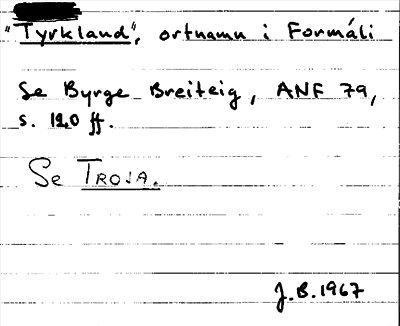 "Tyrkland", ortnamn i Formáli
Se Byrge Breiteig, ANF 79,
s. 120 ff.
Se TROJA.
J.B.1967